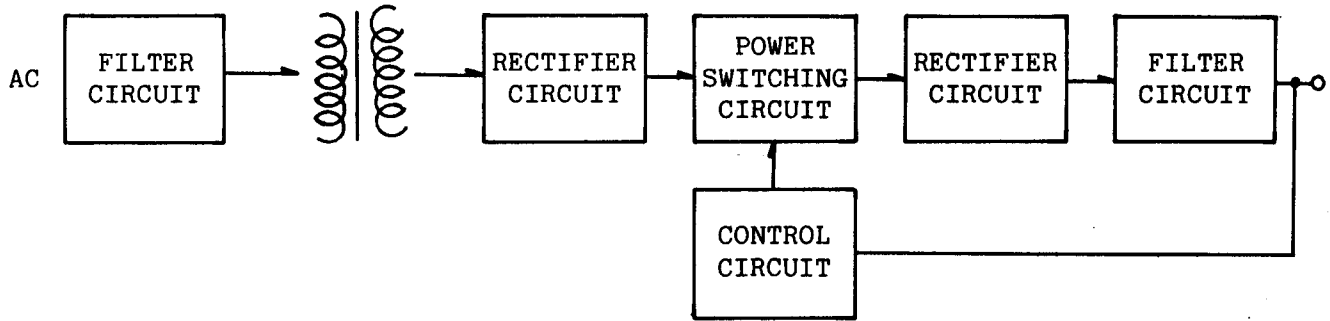 AC
FILTER
CIRCUIT
RECTIFIER
CIRCUIT
POWER
SWITCHING
CIRCUIT
RECTIFIER
CIRCUIT
FILTER
CIRCUIT
CONTROL
CIRCUIT